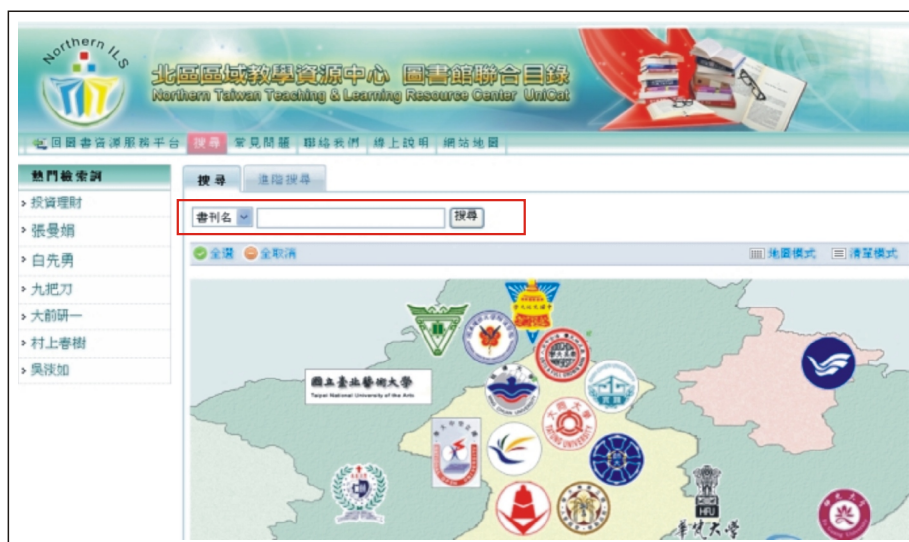 Northern ILS
北區區域教學資源中心 圖書館聯合目錄
Northern Taiwan Teaching & Learning Resource Center UniCat
回圖書資源服務平台 搜尋 常見問題 聯絡我們 線上說明 網站地圖
熱門檢索詞
投資理財
張曼娟
白先勇
九把刀
大前研一
村上春樹
吳淡如
搜尋 進階搜尋
書刊名 搜尋
全選 全取消 地圖模式 清單模式
國立臺北藝術大學
Taipei National University of the Arts
大同大學
TATUNG UNIVERSITY
HFU
華梵大學